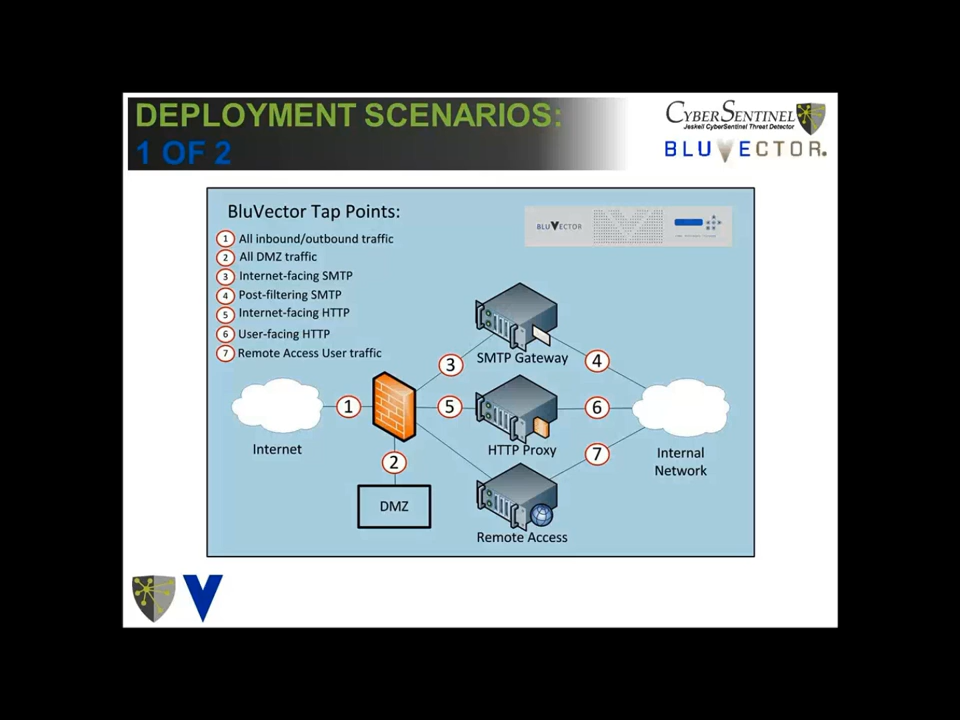 DEPLOYMENT SCENARIOS:
1 OF 2
CYBERSENTINEL
Jeskell CyberSentinel Threat Detector
BLUVECTOR.
BluVector Tap Points:
1 All inbound/outbound traffic
2 All DMZ traffic
3 Internet-facing SMTP
4 Post-filtering SMTP
5 Internet-facing HTTP
6 User-facing HTTP
7 Remote Access User traffic
BLUVECTOR
SMTP Gateway
3
4
1
5
6
Internet
HTTP Proxy
Internal
Network
2
7
DMZ
Remote Access